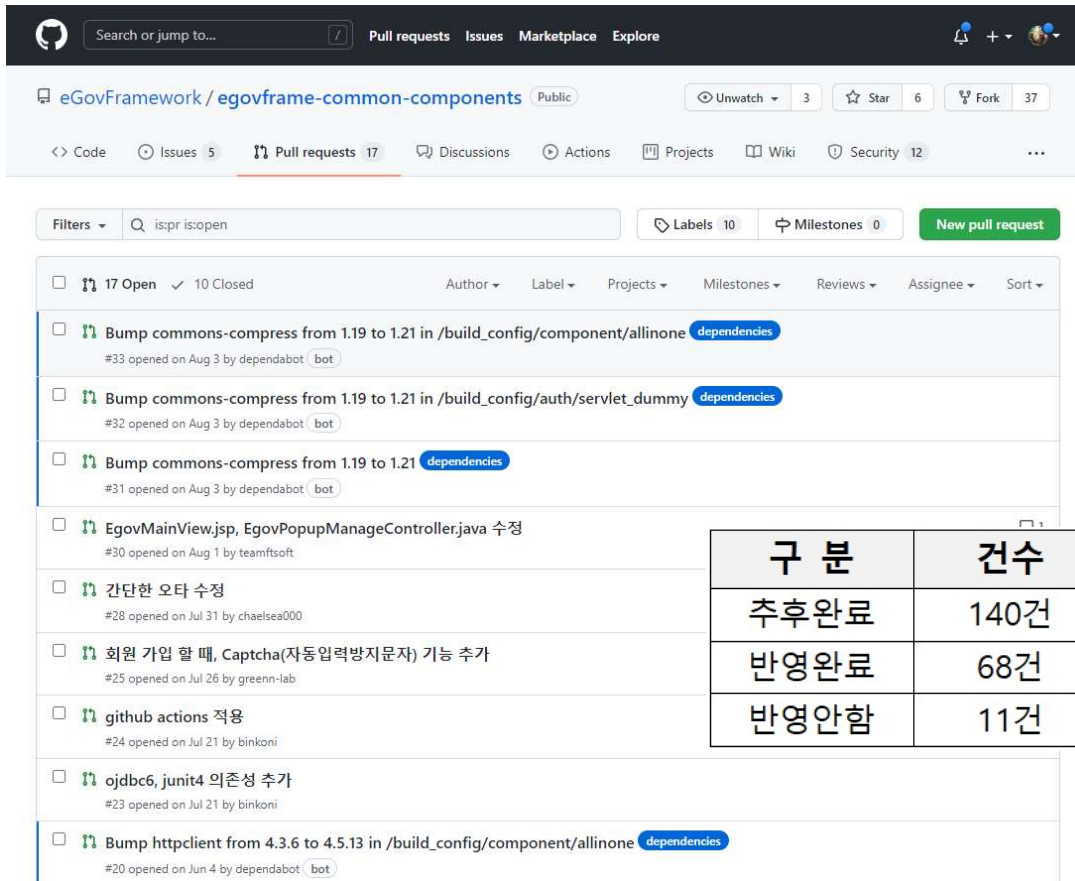 Search or jump to... / Pull requests Issues Marketplace Explore
eGovFramework / egovframe-common-components Public Unwatch 3 Star 6 Fork 37
<> Code Issues 5 Pull requests 17 Discussions Actions Projects Wiki Security 12 ...
Filters is:pr is:open Labels 10 Milestones 0 New pull request
17 Open 10 Closed Author Label Projects Milestones Reviews Assignee Sort
Bump commons-compress from 1.19 to 1.21 in /build_config/component/allinone dependencies
#33 opened on Aug 3 by dependabot bot
Bump commons-compress from 1.19 to 1.21 in /build_config/auth/servlet_dummy dependencies
#32 opened on Aug 3 by dependabot bot
Bump commons-compress from 1.19 to 1.21 dependencies
#31 opened on Aug 3 by dependabot bot
EgovMainView.jsp, EgovPopupManageController.java 수정
#30 opened on Aug 1 by teamftsoft
간단한 오타 수정
#28 opened on Jul 31 by chaelsea000
회원 가입 할 때, Captcha(자동입력방지문자) 기능 추가
#25 opened on Jul 26 by greenn-lab
github actions 적용
#24 opened on Jul 21 by binkoni
ojdbc6, junit4 의존성 추가
#23 opened on Jul 21 by binkoni
Bump httpclient from 4.3.6 to 4.5.13 in /build_config/component/allinone dependencies
#20 opened on Jun 4 by dependabot bot
구 분 건수
추후완료 140건
반영완료 68건
반영안함 11건